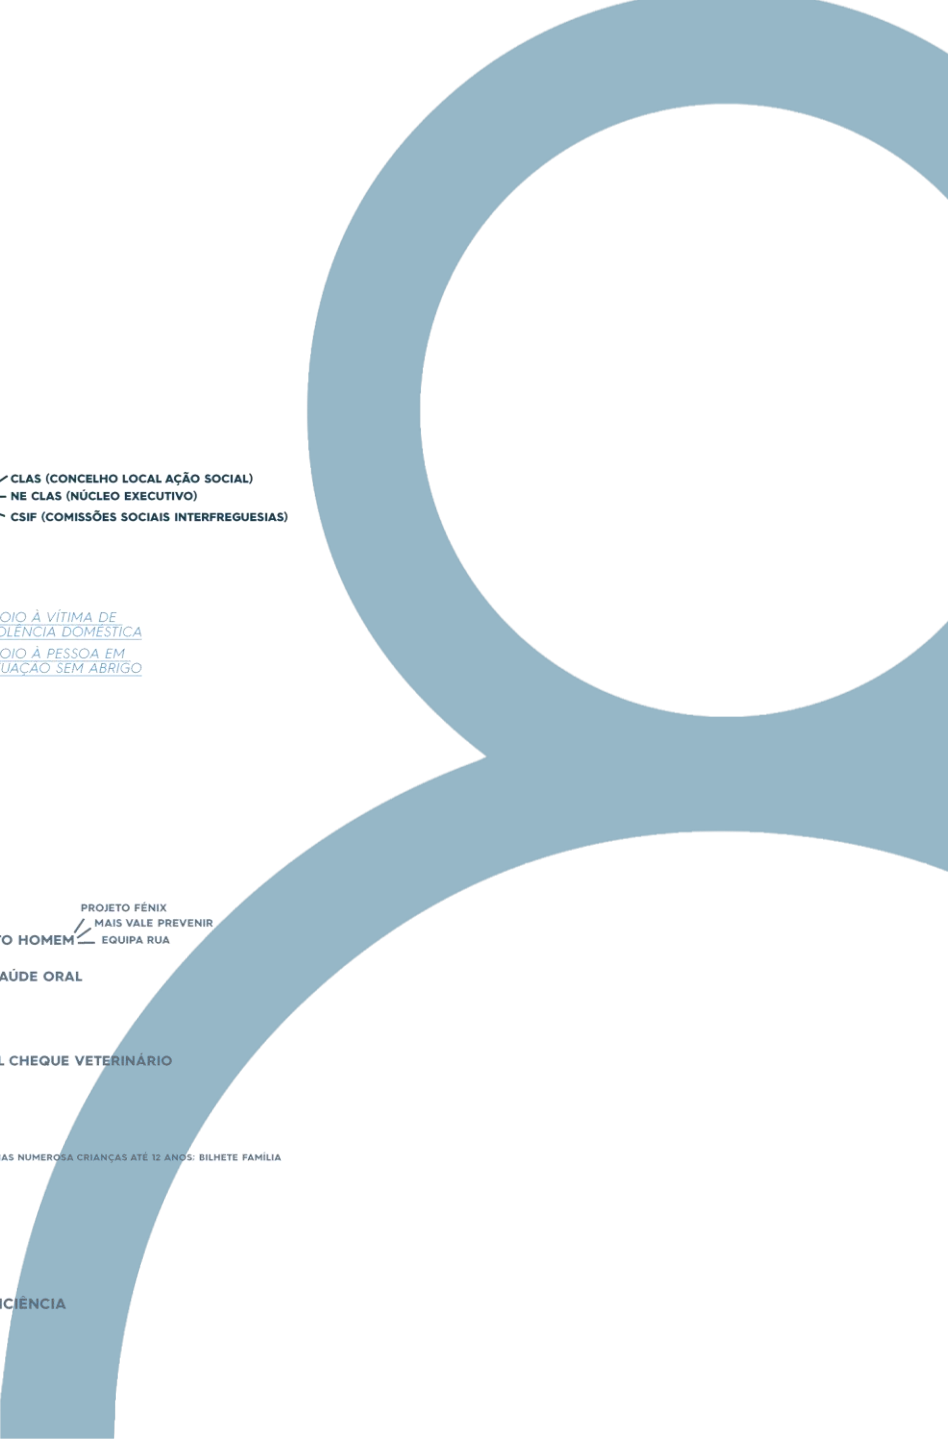 CLAS (CONCELHO LOCAL AÇÃO SOCIAL)
NE CLAS (NÚCLEO EXECUTIVO)
CSIF (COMISSÕES SOCIAIS INTERFREGUESIAS)
OIO À VÍTIMA DE
OLÊNCIA DOMÉSTICA
OIO À PESSOA EM
UAÇÃO SEM ABRIGO
PROJETO FÉNIX
MAIS VALE PREVENIR
TO HOMEM
EQUIPA RUA
AÚDE ORAL
L CHEQUE VETERINÁRIO
IAS NUMEROSA CRIANÇAS ATÉ 12 ANOS: BILHETE FAMÍLIA
ICIÊNCIA